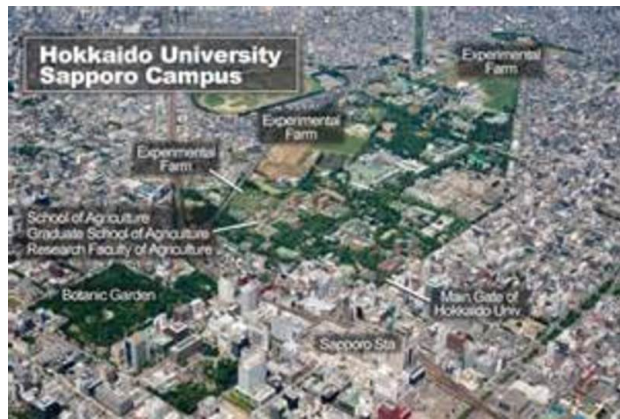 Hokkaido University
Sapporo Campus
Experimental
Farm
Experimental
Farm
Experimental
Farm
School of Agriculture
Graduate School of Agriculture
Research Faculty of Agriculture
Botanic Garden
Main Gate of
Hokkaido Univ.
Sapporo Sta.